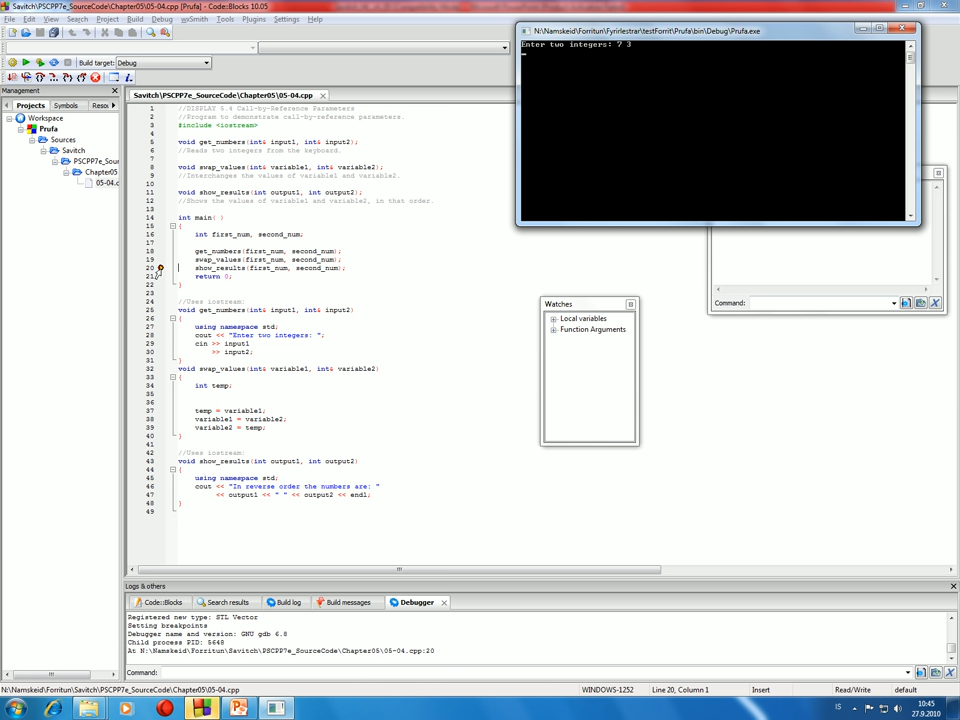 Savitch\PSCPP7e_SourceCode\Chapter05\05-04.cpp [Prufa] - Code::Blocks 10.05
File Edit View Search Project Build Debug wxSmith Tools Plugins Settings Help
Build target: Debug
N:\Namskeid\Forritun\Fyrirlestrar\testForrit\Prufa\bin\Debug\Prufa.exe
Enter two integers: 7 3
Management
Projects Symbols Resou
Workspace
Prufa
Sources
Savitch
PSCPP7e_Sour
Chapter05
05-04.c
Savitch\PSCPP7e_SourceCode\Chapter05\05-04.cpp
1 //DISPLAY 5.4 Call-by-Reference Parameters
2 //Program to demonstrate call-by-reference parameters.
3 #include <iostream>
4
5 void get_numbers(int& input1, int& input2);
6 //Reads two integers from the keyboard.
7
8 void swap_values(int& variable1, int& variable2);
9 //Interchanges the values of variable1 and variable2.
10
11 void show_results(int output1, int output2);
12 //Shows the values of variable1 and variable2, in that order.
13
14 int main( )
15 {
16 int first_num, second_num;
17
18 get_numbers(first_num, second_num);
19 swap_values(first_num, second_num);
20 show_results(first_num, second_num);
21 return 0;
22 }
23
24 //Uses iostream:
25 void get_numbers(int& input1, int& input2)
26 {
27 using namespace std;
28 cout << "Enter two integers: ";
29 cin >> input1
30 >> input2;
31 }
32 void swap_values(int& variable1, int& variable2)
33 {
34 int temp;
35
36
37 temp = variable1;
38 variable1 = variable2;
39 variable2 = temp;
40 }
41
42 //Uses iostream:
43 void show_results(int output1, int output2)
44 {
45 using namespace std;
46 cout << "In reverse order the numbers are: "
47 << output1 << " " << output2 << endl;
48 }
49
Command:
Watches
Local variables
Function Arguments
Logs & others
Code::Blocks Search results Build log Build messages Debugger
Registered new type: STL Vector
Setting breakpoints
Debugger name and version: GNU gdb 6.8
Child process PID: 5648
At N:\Namskeid\Forritun\Savitch\PSCPP7e_SourceCode\Chapter05\05-04.cpp:20
Command:
N:\Namskeid\Forritun\Savitch\PSCPP7e_SourceCode\Chapter05\05-04.cpp WINDOWS-1252 Line 20, Column 1 Insert Read/Write default
IS 10:45
27.9.2010